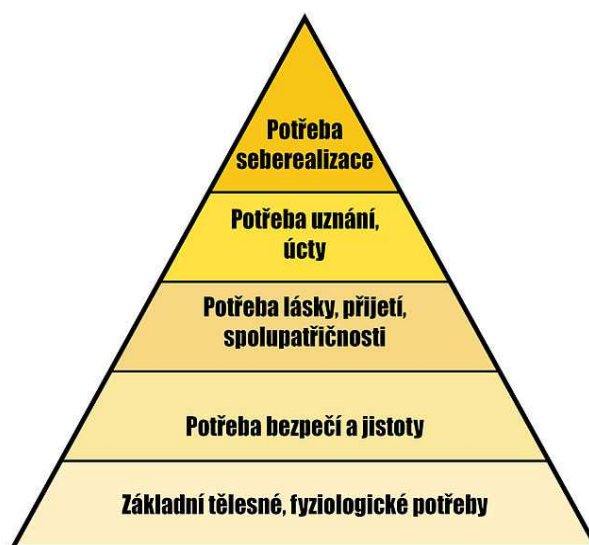 Potřeba
seberealizace
Potřeba uznání,
úcty
Potřeba lásky, přijetí,
spolupatřičnosti
Potřeba bezpečí a jistoty
Základní tělesné, fyziologické potřeby